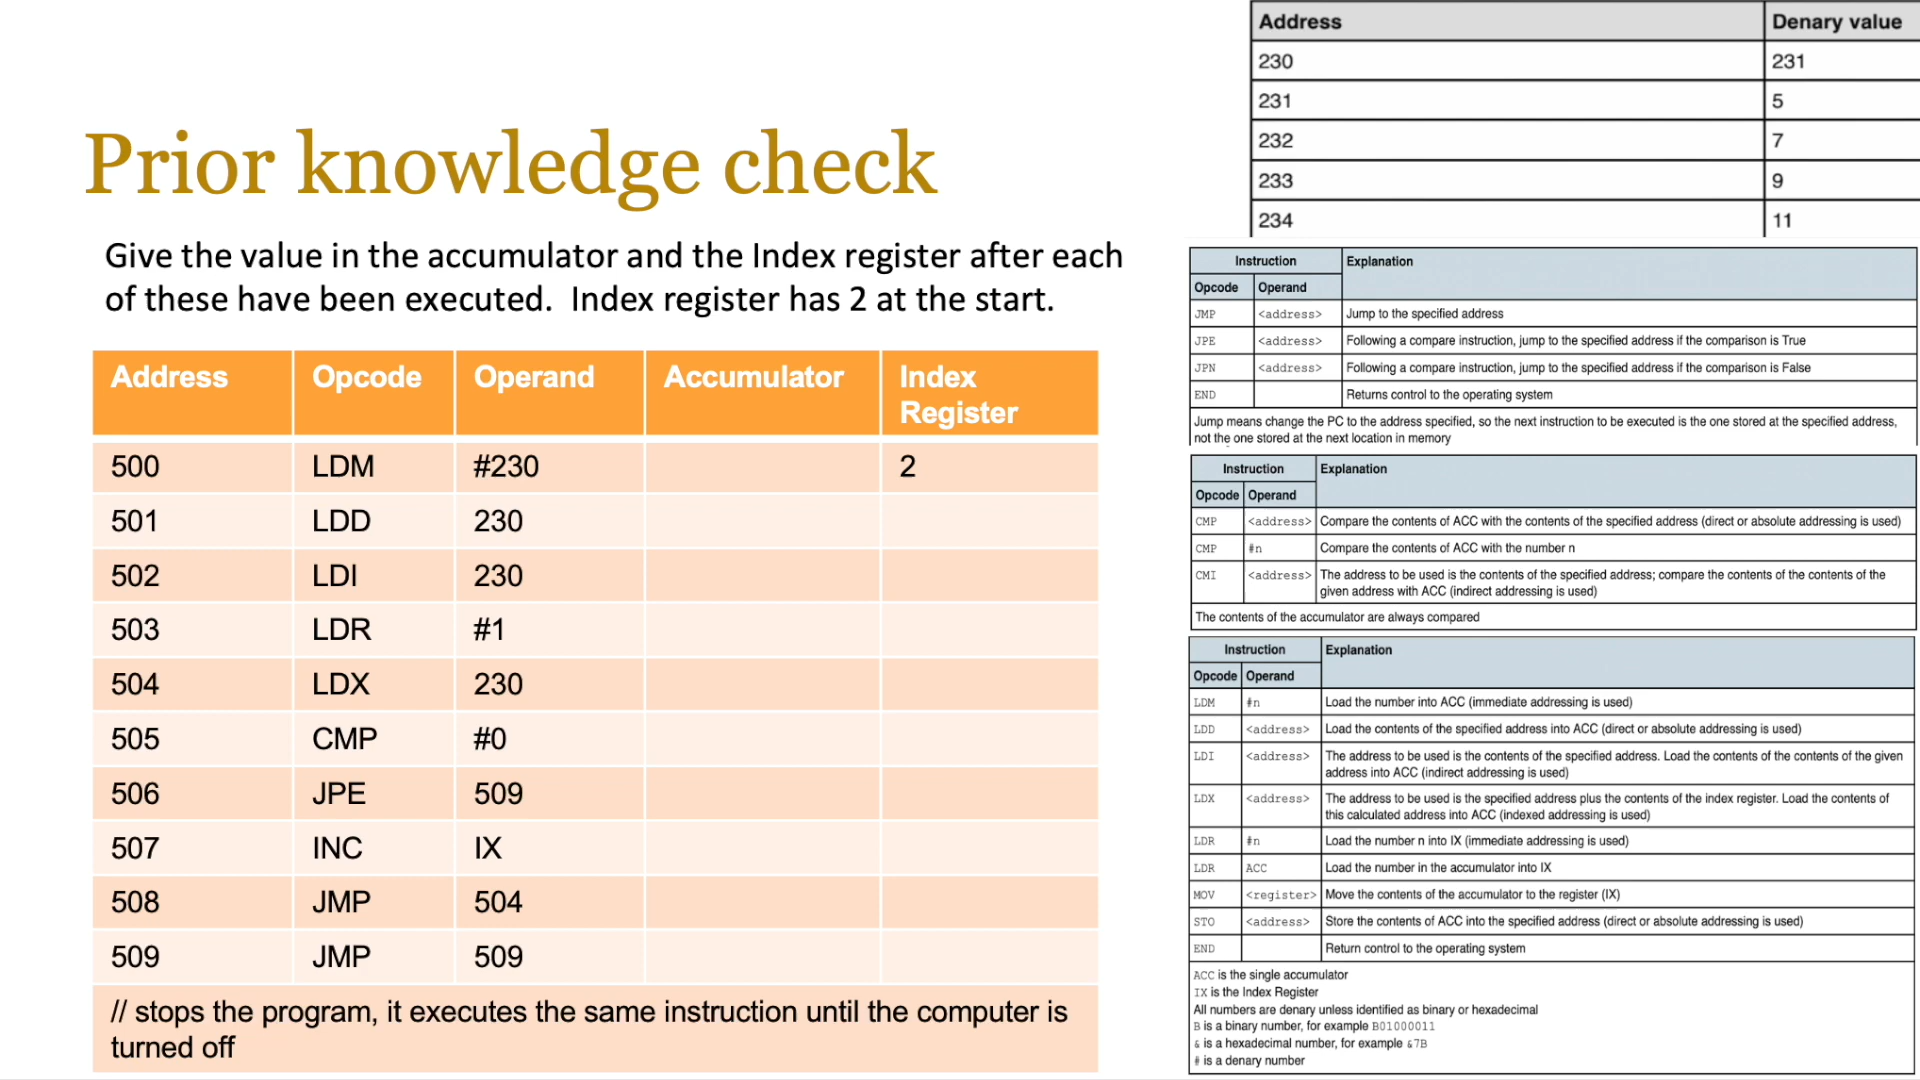 Prior knowledge check
Give the value in the accumulator and the Index register after each
of these have been executed. Index register has 2 at the start.
Address Opcode Operand Accumulator Index Register
500 LDM #230 2
501 LDD 230
502 LDI 230
503 LDR #1
504 LDX 230
505 CMP #0
506 JPE 509
507 INC IX
508 JMP 504
509 JMP 509
// stops the program, it executes the same instruction until the computer is
turned off
Address Denary value
230 231
231 5
232 7
233 9
234 11
Instruction Explanation
Opcode Operand
JMP <address> Jump to the specified address
JPE <address> Following a compare instruction, jump to the specified address if the comparison is True
JPN <address> Following a compare instruction, jump to the specified address if the comparison is False
END Returns control to the operating system
Jump means change the PC to the address specified, so the next instruction to be executed is the one stored at the specified address,
not the one stored at the next location in memory
Instruction Explanation
Opcode Operand
CMP <address> Compare the contents of ACC with the contents of the specified address (direct or absolute addressing is used)
CMP #n Compare the contents of ACC with the number n
CMI <address> The address to be used is the contents of the specified address; compare the contents of the contents of the
given address with ACC (indirect addressing is used)
The contents of the accumulator are always compared
Instruction Explanation
Opcode Operand
LDM #n Load the number into ACC (immediate addressing is used)
LDD <address> Load the contents of the specified address into ACC (direct or absolute addressing is used)
LDI <address> The address to be used is the contents of the specified address. Load the contents of the contents of the given
address into ACC (indirect addressing is used)
LDX <address> The address to be used is the specified address plus the contents of the index register. Load the contents of
this calculated address into ACC (indexed addressing is used)
LDR #n Load the number n into IX (immediate addressing is used)
LDR ACC Load the number in the accumulator into IX
MOV <register> Move the contents of the accumulator to the register (IX)
STO <address> Store the contents of ACC into the specified address (direct or absolute addressing is used)
END Return control to the operating system
ACC is the single accumulator
IX is the Index Register
All numbers are denary unless identified as binary or hexadecimal
B is a binary number, for example B01000011
& is a hexadecimal number, for example &7B
# is a denary number